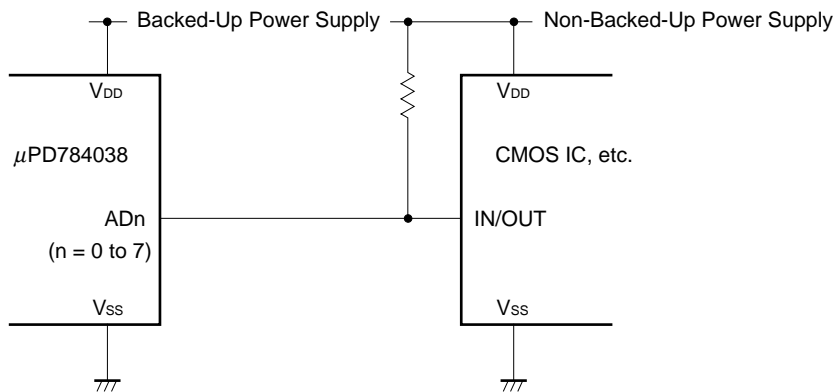 Backed-Up Power Supply
Non-Backed-Up Power Supply
VDD
VDD
μPD784038
CMOS IC, etc.
ADn
IN/OUT
(n = 0 to 7)
VSS
VSS